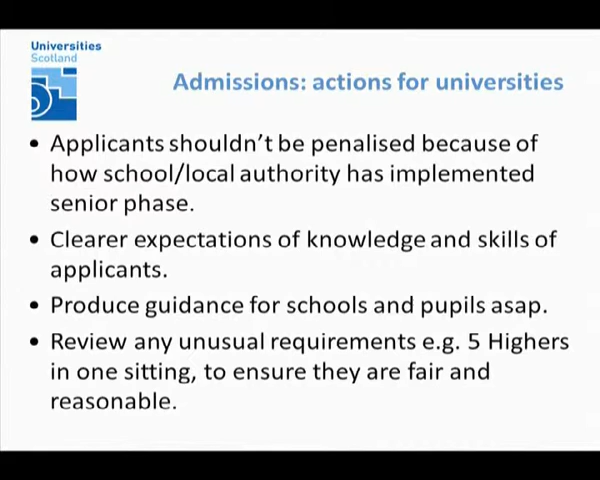 Universities
Scotland
Admissions: actions for universities
• Applicants shouldn't be penalised because of
how school/local authority has implemented
senior phase.
• Clearer expectations of knowledge and skills of
applicants.
• Produce guidance for schools and pupils asap.
• Review any unusual requirements e.g. 5 Highers
in one sitting, to ensure they are fair and
reasonable.